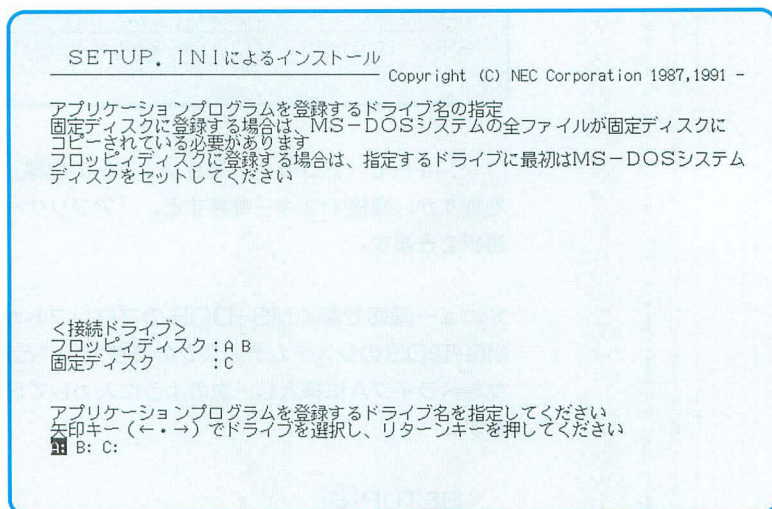 SETUP．INIによるインストール
Copyright (C) NEC Corporation 1987,1991 -
アプリケーションプログラムを登録するドライブ名の指定
固定ディスクに登録する場合は、MS－DOSシステムの全ファイルが固定ディスクに
コピーされている必要があります
フロッピィディスクに登録する場合は、指定するドライブに最初はMS－DOSシステム
ディスクをセットしてください
＜接続ドライブ＞
フロッピィディスク：A B
固定ディスク　　　：C
アプリケーションプログラムを登録するドライブ名を指定してください
矢印キー（←・→）でドライブを選択し、リターンキーを押してください
A: B: C: